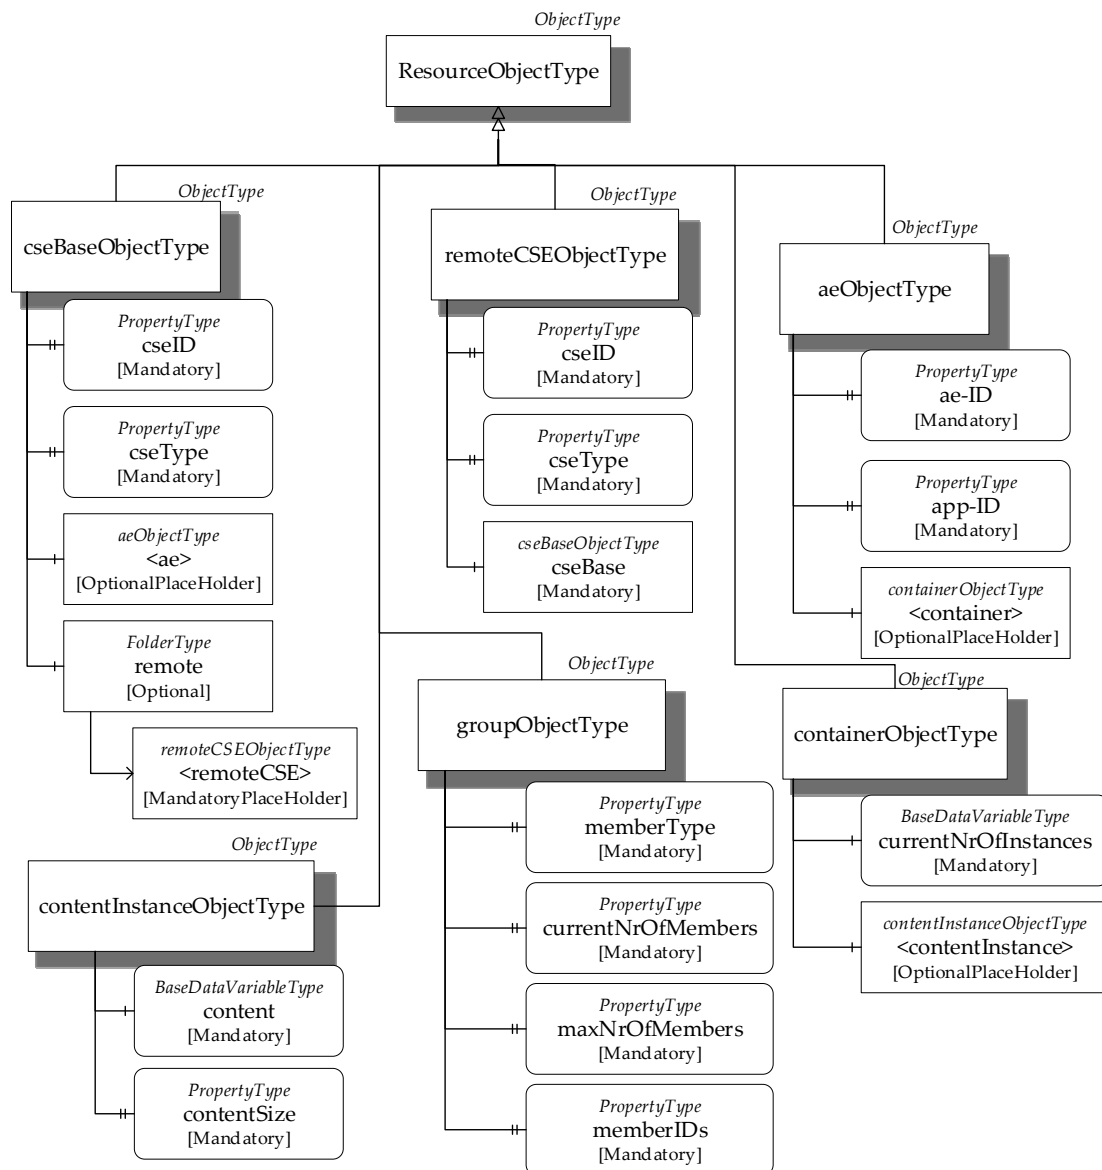 ObjectType
ResourceObjectType
ObjectType
cseBaseObjectType
PropertyType
cseID
[Mandatory]
PropertyType
cseType
[Mandatory]
aeObjectType
<ae>
[OptionalPlaceHolder]
FolderType
remote
[Optional]
remoteCSEObjectType
<remoteCSE>
[MandatoryPlaceHolder]
ObjectType
remoteCSEObjectType
PropertyType
cseID
[Mandatory]
PropertyType
cseType
[Mandatory]
cseBaseObjectType
cseBase
[Mandatory]
ObjectType
aeObjectType
PropertyType
ae-ID
[Mandatory]
PropertyType
app-ID
[Mandatory]
containerObjectType
<container>
[OptionalPlaceHolder]
ObjectType
contentInstanceObjectType
BaseDataVariableType
content
[Mandatory]
PropertyType
contentSize
[Mandatory]
ObjectType
groupObjectType
PropertyType
memberType
[Mandatory]
PropertyType
currentNrOfMembers
[Mandatory]
PropertyType
maxNrOfMembers
[Mandatory]
PropertyType
memberIDs
[Mandatory]
ObjectType
containerObjectType
BaseDataVariableType
currentNrOfInstances
[Mandatory]
contentInstanceObjectType
<contentInstance>
[OptionalPlaceHolder]